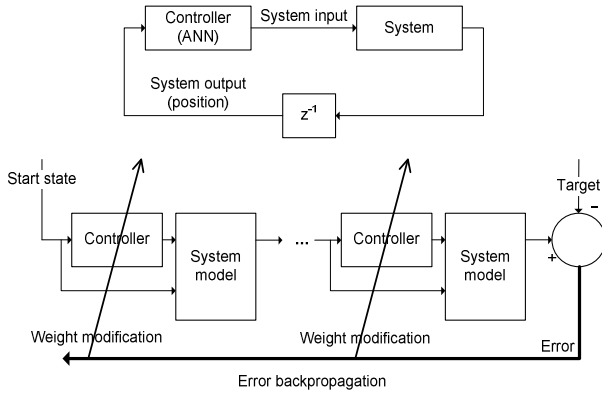 Controller
(ANN)
System input
System
System output
(position)
z-1
Start state
Target
−
Controller
System
model
...
Controller
System
model
+
Weight modification
Weight modification
Error
Error backpropagation